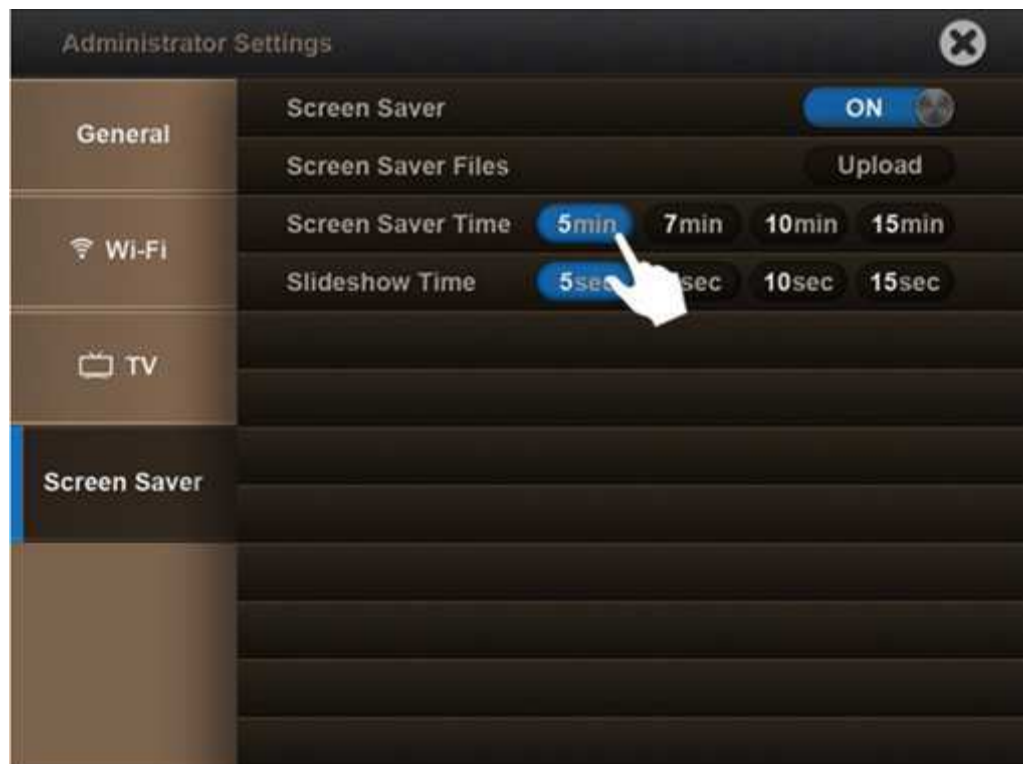 Administrator Settings
General
Wi-Fi
TV
Screen Saver
Screen Saver ON
Screen Saver Files Upload
Screen Saver Time 5min 7min 10min 15min
Slideshow Time 5sec sec 10sec 15sec